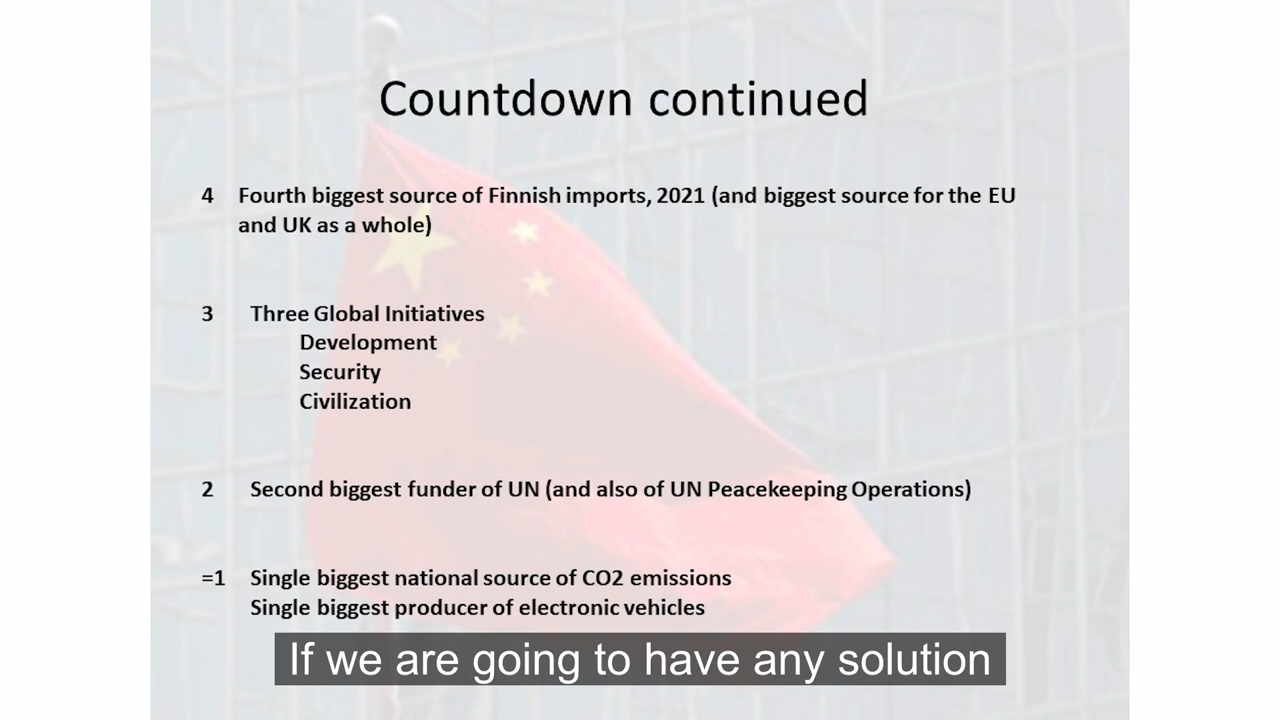 Countdown continued
4 Fourth biggest source of Finnish imports, 2021 (and biggest source for the EU
and UK as a whole)
3 Three Global Initiatives
Development
Security
Civilization
2 Second biggest funder of UN (and also of UN Peacekeeping Operations)
=1 Single biggest national source of CO2 emissions
Single biggest producer of electronic vehicles
If we are going to have any solution